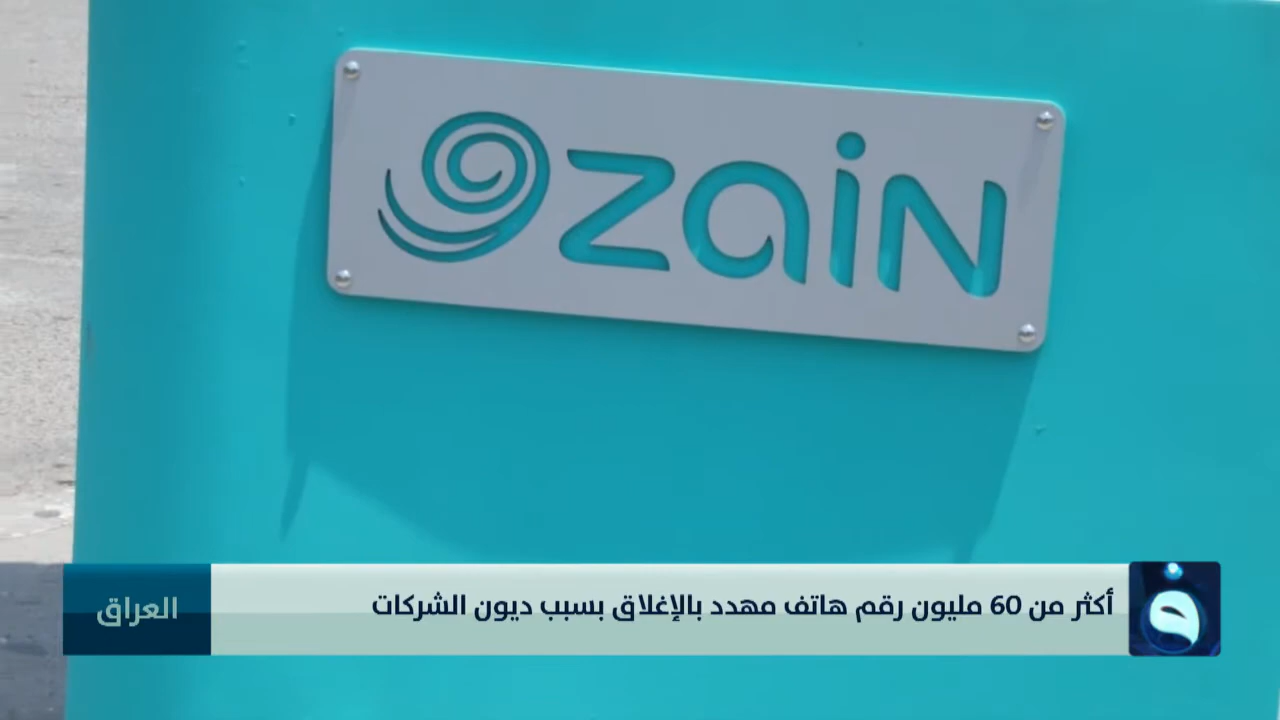 zain
أكثر من 60 مليون رقم هاتف مهدد بالإغلاق بسبب ديون الشركات
العراق